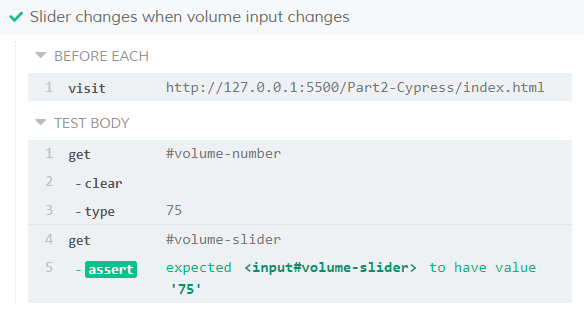 Slider changes when volume input changes
BEFORE EACH
1 visit http://127.0.0.1:5500/Part2-Cypress/index.html
TEST BODY
1 get #volume-number
2 -clear
3 -type 75
4 get #volume-slider
5 -assert expected <input#volume-slider> to have value
'75'